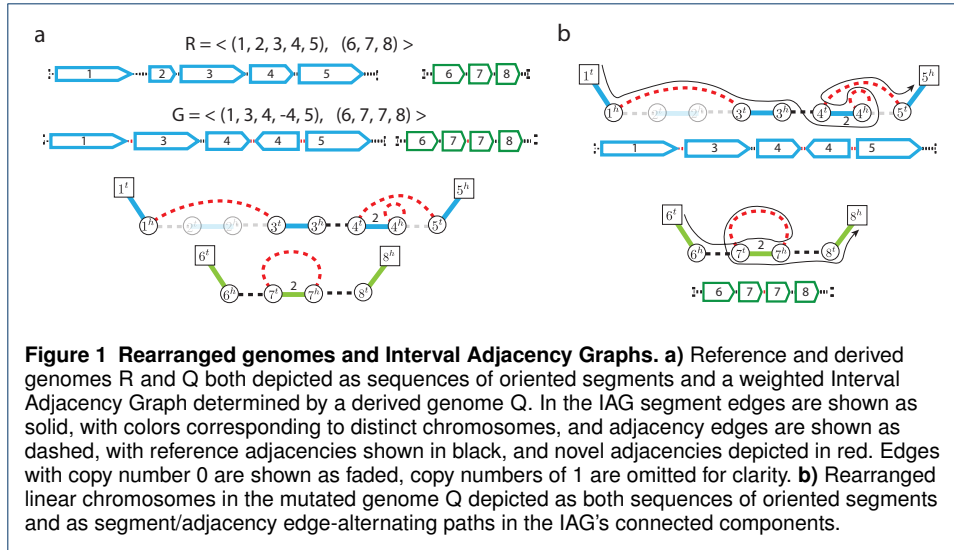 a
R = < (1, 2, 3, 4, 5), (6, 7, 8) >
1 2 3 4 5 6 7 8
G = < (1, 3, 4, -4, 5), (6, 7, 7, 8) >
1 3 4 4 5 6 7 7 8
1ᵗ 5ʰ
2
1ʰ 2ᵗ 2ʰ 3ᵗ 3ʰ 4ᵗ 4ʰ 5ᵗ
6ᵗ 8ʰ
2
6ʰ 7ᵗ 7ʰ 8ᵗ
b
1ᵗ 5ʰ
1ʰ 2ᵗ 2ʰ 3ᵗ 3ʰ 4ᵗ 2 4ʰ 5ᵗ
1 3 4 4 5
6ᵗ 8ʰ
2
6ʰ 7ᵗ 7ʰ 8ᵗ
6 7 7 8
Figure 1 Rearranged genomes and Interval Adjacency Graphs. a) Reference and derived
genomes R and Q both depicted as sequences of oriented segments and a weighted Interval
Adjacency Graph determined by a derived genome Q. In the IAG segment edges are shown as
solid, with colors corresponding to distinct chromosomes, and adjacency edges are shown as
dashed, with reference adjacencies shown in black, and novel adjacencies depicted in red. Edges
with copy number 0 are shown as faded, copy numbers of 1 are omitted for clarity. b) Rearranged
linear chromosomes in the mutated genome Q depicted as both sequences of oriented segments
and as segment/adjacency edge-alternating paths in the IAG's connected components.